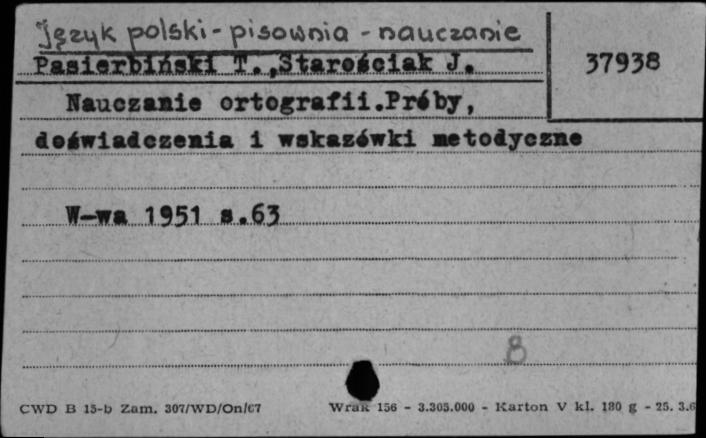 Język polski - pisownia - nauczanie
Pasierbiński T.,Starościak J.
37938
Nauczanie ortografii.Próby,
doświadczenia i wskazówki metodyczne
W-wa 1951 s.63
8
CWD B 15-b Zam. 307/WD/On/67 Wrak 156 - 3.305.000 - Karton V kl. 180 g - 25. 3.6